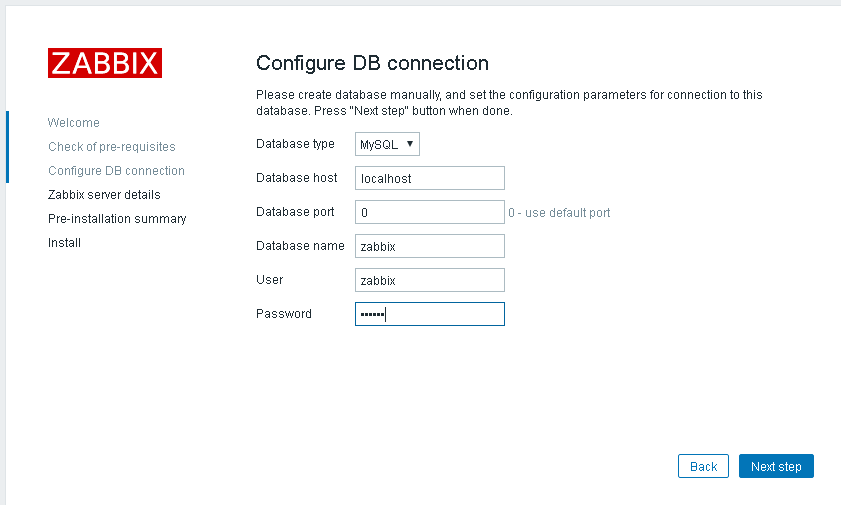 ZABBIX
Welcome
Check of pre-requisites
Configure DB connection
Zabbix server details
Pre-installation summary
Install
Configure DB connection
Please create database manually, and set the configuration parameters for connection to this
database. Press "Next step" button when done.
Database type MySQL ▼
Database host localhost
Database port 0 0 - use default port
Database name zabbix
User zabbix
Password ••••••
Back Next step